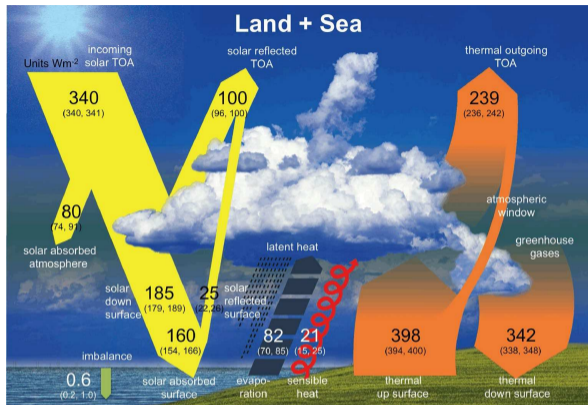 Land + Sea
Units Wm-2
incoming
solar TOA
solar reflected
TOA
thermal outgoing
TOA
340
(340, 341)
100
(96, 100)
239
(236, 242)
80
(74, 91)
solar absorbed
atmosphere
atmospheric
window
greenhouse
gases
latent heat
solar
down
surface
185
(179, 189)
25
(22,26)
solar
reflected
surface
160
(154, 166)
82
(70, 85)
21
(15, 25)
398
(394, 400)
342
(338, 348)
imbalance
0.6
(0.2, 1.0)
solar absorbed
surface
evapo-
ration
sensible
heat
thermal
up surface
thermal
down surface